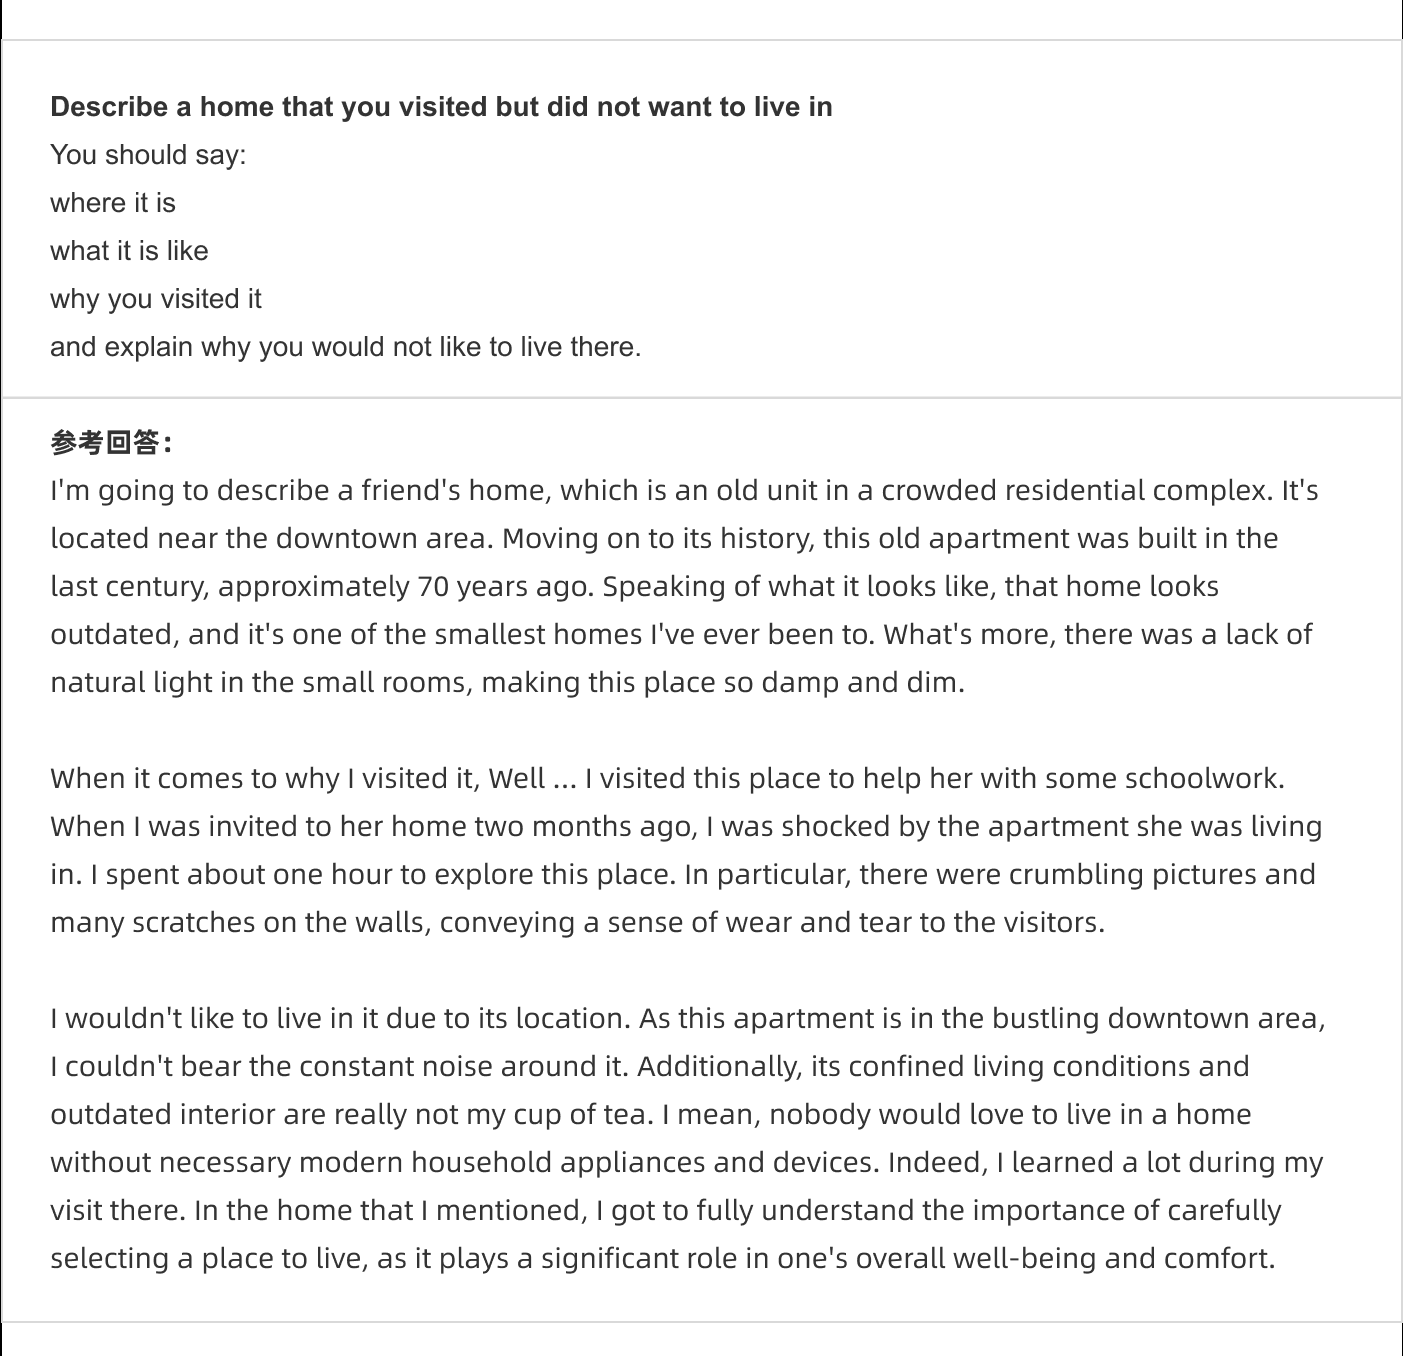 Describe a home that you visited but did not want to live in
You should say:
where it is
what it is like
why you visited it
and explain why you would not like to live there.
参考回答：
I'm going to describe a friend's home, which is an old unit in a crowded residential complex. It's
located near the downtown area. Moving on to its history, this old apartment was built in the
last century, approximately 70 years ago. Speaking of what it looks like, that home looks
outdated, and it's one of the smallest homes I've ever been to. What's more, there was a lack of
natural light in the small rooms, making this place so damp and dim.
When it comes to why I visited it, Well ... I visited this place to help her with some schoolwork.
When I was invited to her home two months ago, I was shocked by the apartment she was living
in. I spent about one hour to explore this place. In particular, there were crumbling pictures and
many scratches on the walls, conveying a sense of wear and tear to the visitors.
I wouldn't like to live in it due to its location. As this apartment is in the bustling downtown area,
I couldn't bear the constant noise around it. Additionally, its confined living conditions and
outdated interior are really not my cup of tea. I mean, nobody would love to live in a home
without necessary modern household appliances and devices. Indeed, I learned a lot during my
visit there. In the home that I mentioned, I got to fully understand the importance of carefully
selecting a place to live, as it plays a significant role in one's overall well-being and comfort.